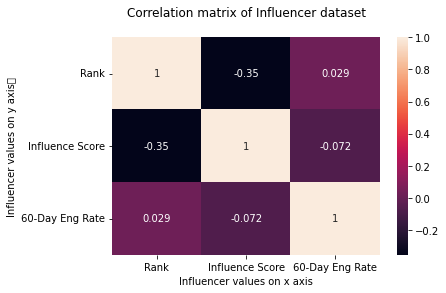 Correlation matrix of Influencer dataset
Rank
Influence Score
60-Day Eng Rate
Influencer values on y axis
1 -0.35 0.029
-0.35 1 -0.072
0.029 -0.072 1
Rank Influence Score 60-Day Eng Rate
Influencer values on x axis
1.0
0.8
0.6
0.4
0.2
0.0
−0.2